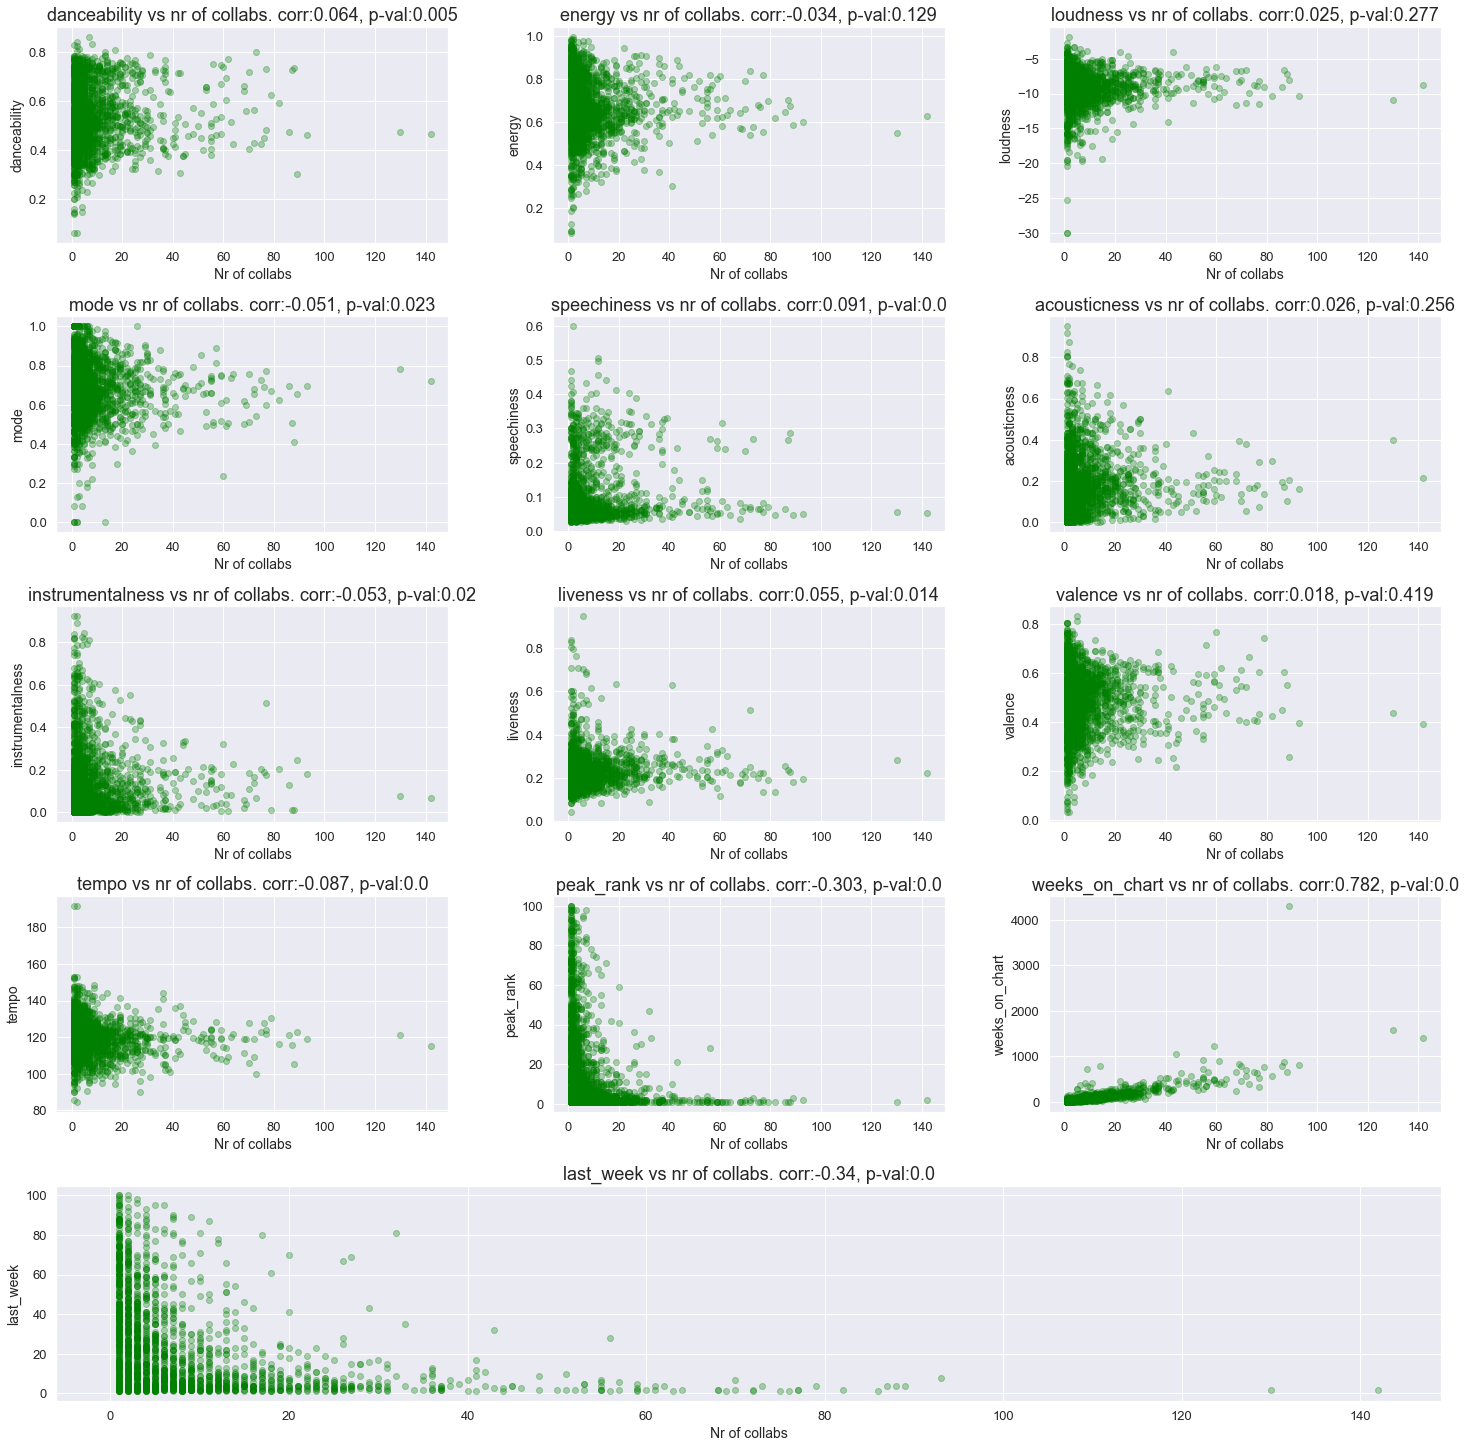 danceability vs nr of collabs. corr:0.064, p-val:0.005
energy vs nr of collabs. corr:-0.034, p-val:0.129
loudness vs nr of collabs. corr:0.025, p-val:0.277
danceability
0.8
0.6
0.4
0.2
0 20 40 60 80 100 120 140
Nr of collabs
energy
1.0
0.8
0.6
0.4
0.2
0 20 40 60 80 100 120 140
Nr of collabs
loudness
−5
−10
−15
−20
−25
−30
0 20 40 60 80 100 120 140
Nr of collabs
mode vs nr of collabs. corr:-0.051, p-val:0.023
speechiness vs nr of collabs. corr:0.091, p-val:0.0
acousticness vs nr of collabs. corr:0.026, p-val:0.256
mode
1.0
0.8
0.6
0.4
0.2
0.0
0 20 40 60 80 100 120 140
Nr of collabs
speechiness
0.6
0.5
0.4
0.3
0.2
0.1
0.0
0 20 40 60 80 100 120 140
Nr of collabs
acousticness
0.8
0.6
0.4
0.2
0.0
0 20 40 60 80 100 120 140
Nr of collabs
instrumentalness vs nr of collabs. corr:-0.053, p-val:0.02
liveness vs nr of collabs. corr:0.055, p-val:0.014
valence vs nr of collabs. corr:0.018, p-val:0.419
instrumentalness
0.8
0.6
0.4
0.2
0.0
0 20 40 60 80 100 120 140
Nr of collabs
liveness
0.8
0.6
0.4
0.2
0.0
0 20 40 60 80 100 120 140
Nr of collabs
valence
0.8
0.6
0.4
0.2
0.0
0 20 40 60 80 100 120 140
Nr of collabs
tempo vs nr of collabs. corr:-0.087, p-val:0.0
peak_rank vs nr of collabs. corr:-0.303, p-val:0.0
weeks_on_chart vs nr of collabs. corr:0.782, p-val:0.0
tempo
180
160
140
120
100
80
0 20 40 60 80 100 120 140
Nr of collabs
peak_rank
100
80
60
40
20
0
0 20 40 60 80 100 120 140
Nr of collabs
weeks_on_chart
4000
3000
2000
1000
0
0 20 40 60 80 100 120 140
Nr of collabs
last_week vs nr of collabs. corr:-0.34, p-val:0.0
last_week
100
80
60
40
20
0
0 20 40 60 80 100 120 140
Nr of collabs